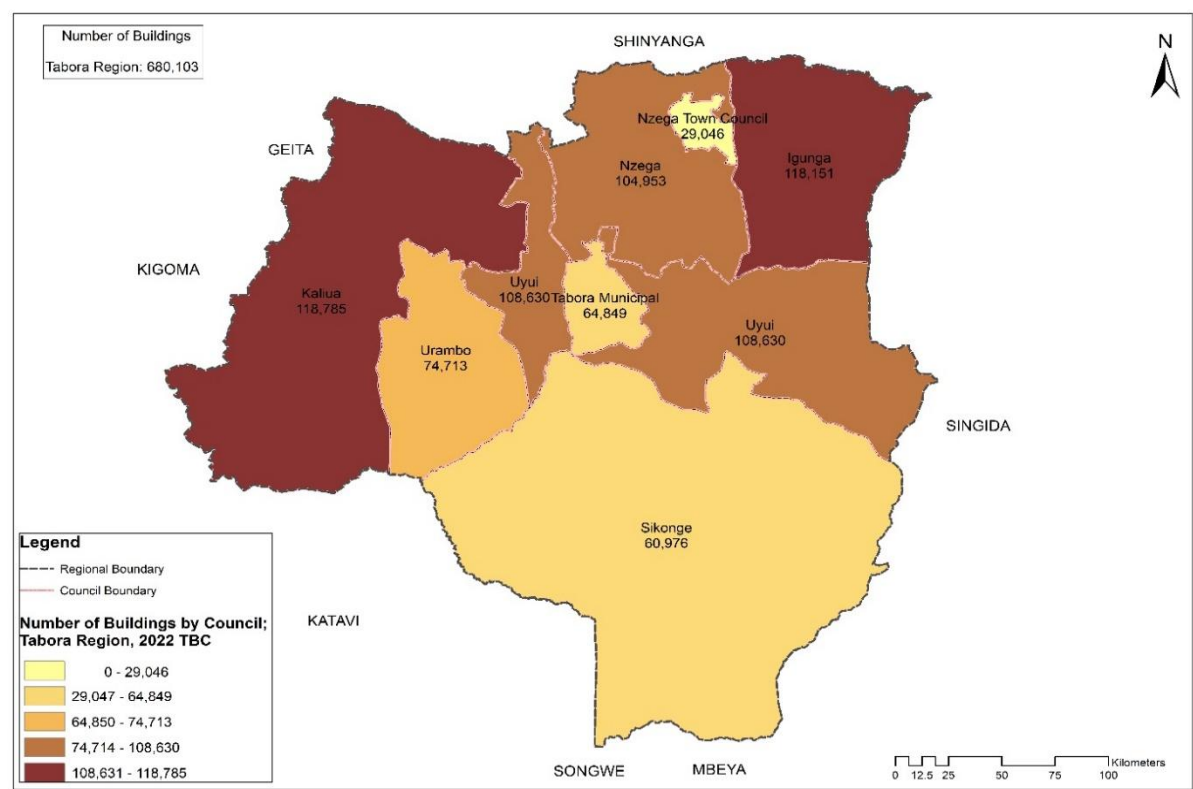 Number of Buildings
Tabora Region: 680,103
SHINYANGA
N
Nzega Town Council
29,046
GEITA
Nzega
104,953
Igunga
118,151
KIGOMA
Kaliua
118,785
Uyui
108,630
Tabora Municipal
64,849
Uyui
108,630
Urambo
74,713
SINGIDA
Sikonge
60,976
Legend
Regional Boundary
Council Boundary
Number of Buildings by Council;
Tabora Region, 2022 TBC
0 - 29,046
29,047 - 64,849
64,850 - 74,713
74,714 - 108,630
108,631 - 118,785
KATAVI
SONGWE
MBEYA
Kilometers
0 12.5 25 50 75 100